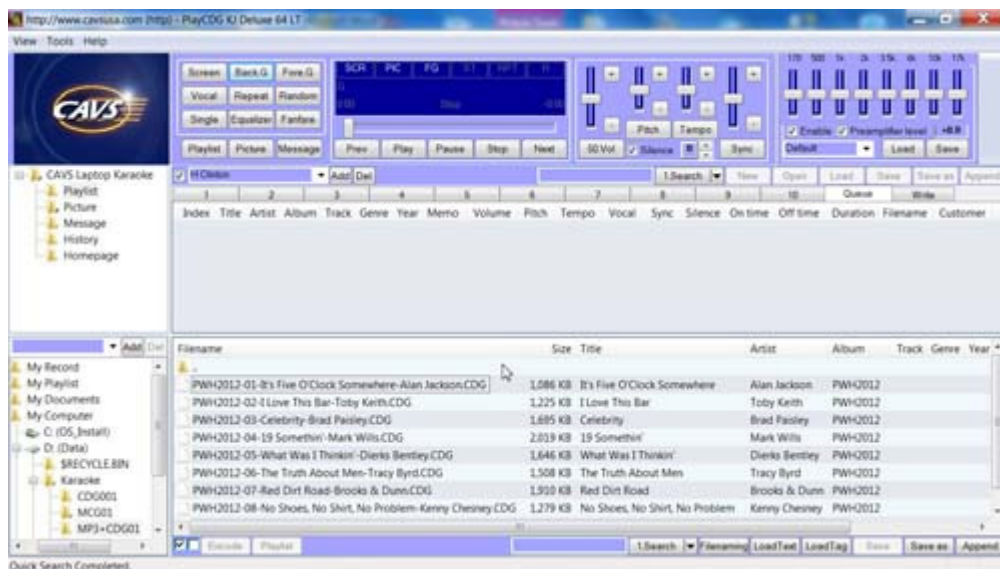 http://www.cavsusa.com (http) - PlayCDG KJ Deluxe 64 LT
View Tools Help
CAVS
Screen Back.G Fore.G
Vocal Repeat Random
Single Equalizer Fanfare
Playlist Picture Message
SCR PIC FG
0:00 Stop -0:00
Prev Play Pause Stop Next
Pitch Tempo
50 Vol Silence Sync
170 500 1k 2k 3.5k 6k 10k 17k
Enable Preamplifier level
Default Load Save
CAVS Laptop Karaoke
Playlist
Picture
Message
History
Homepage
H Clinton Add Del 1.Search New Open Load Save Save as Append
1 2 3 4 5 6 7 8 9 10 Queue Write
Index Title Artist Album Track Genre Year Memo Volume Pitch Tempo Vocal Sync Silence On time Off time Duration Filename Customer
Add Del
My Record
My Playlist
My Documents
My Computer
C: (OS_Install)
D: (Data)
$RECYCLE.BIN
Karaoke
CDG001
MCG01
MP3+CDG01
Filename Size Title Artist Album Track Genre Year
..
PWH2012-01-It's Five O'Clock Somewhere-Alan Jackson.CDG 1,086 KB It's Five O'Clock Somewhere Alan Jackson PWH2012
PWH2012-02-I Love This Bar-Toby Keith.CDG 1,225 KB I Love This Bar Toby Keith PWH2012
PWH2012-03-Celebrity-Brad Paisley.CDG 1,695 KB Celebrity Brad Paisley PWH2012
PWH2012-04-19 Somethin'-Mark Wills.CDG 2,019 KB 19 Somethin' Mark Wills PWH2012
PWH2012-05-What Was I Thinkin'-Dierks Bentley.CDG 1,646 KB What Was I Thinkin' Dierks Bentley PWH2012
PWH2012-06-The Truth About Men-Tracy Byrd.CDG 1,508 KB The Truth About Men Tracy Byrd PWH2012
PWH2012-07-Red Dirt Road-Brooks & Dunn.CDG 1,910 KB Red Dirt Road Brooks & Dunn PWH2012
PWH2012-08-No Shoes, No Shirt, No Problem-Kenny Chesney.CDG 1,279 KB No Shoes, No Shirt, No Problem Kenny Chesney PWH2012
Encode Playlist 1.Search Filenaming LoadText LoadTag Save Save as Append
Quick Search Completed.